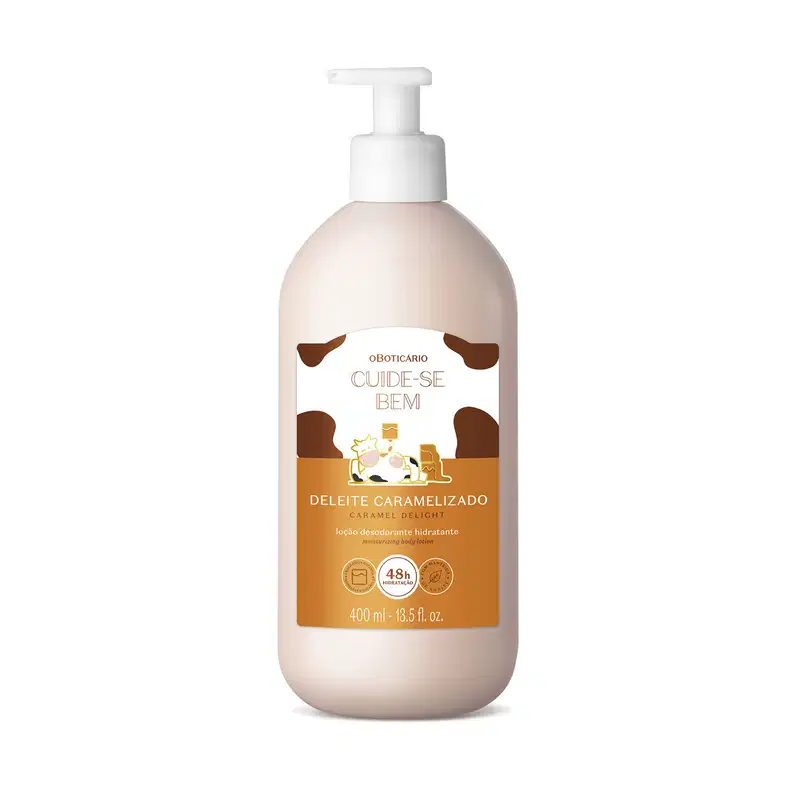 oBOTICÁRIO
CUIDE-SE
BEM
DELEITE CARAMELIZADO
CARAMEL DELIGHT
loção desodorante hidratante
moisturizing body lotion
48h
HIDRATAÇÃO
400 ml - 13.5 fl. oz.